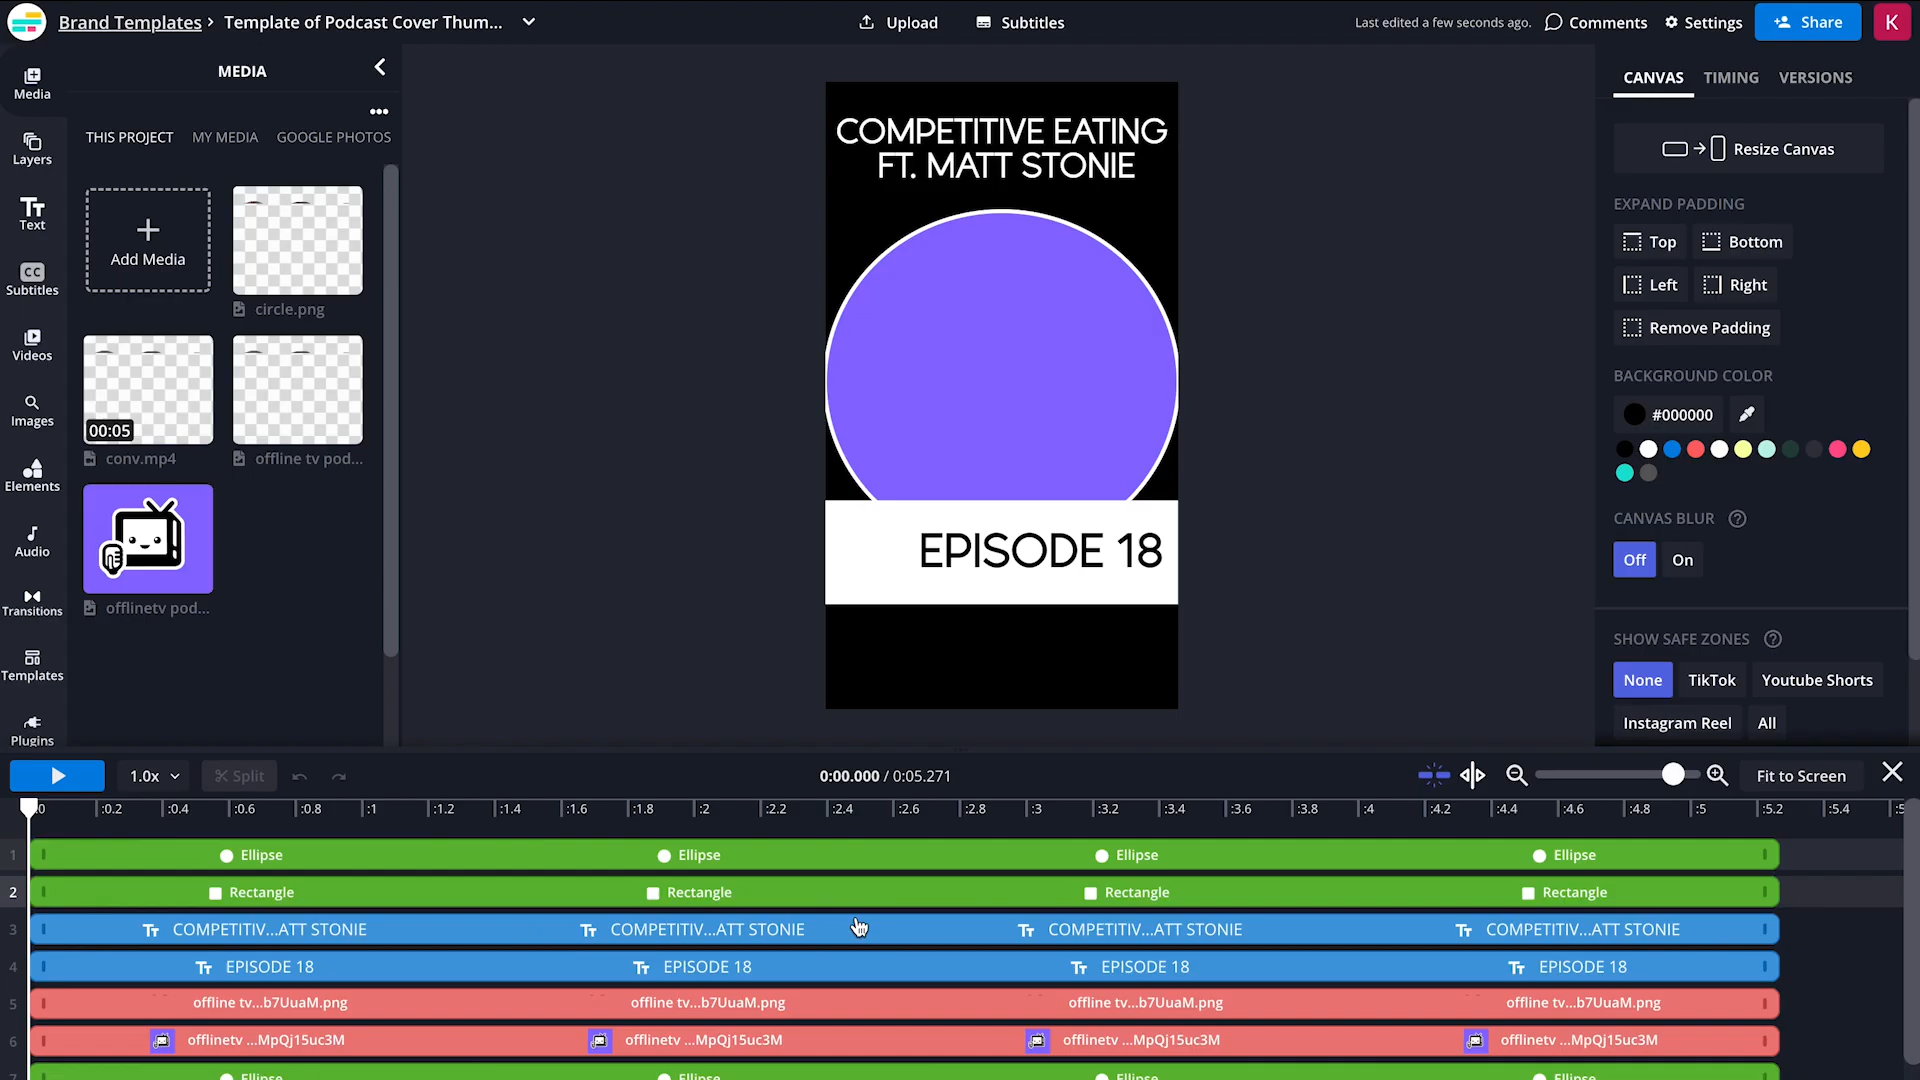 Brand Templates > Template of Podcast Cover Thum...
Upload
Subtitles
Last edited a few seconds ago.
Comments
Settings
Share
K
Media
Layers
Text
CC
Subtitles
Videos
Images
Elements
Audio
Transitions
Templates
Plugins
MEDIA
THIS PROJECT MY MEDIA GOOGLE PHOTOS
Add Media
circle.png
00:05
conv.mp4
offline tv pod...
offlinetv pod...
COMPETITIVE EATING
FT. MATT STONIE
EPISODE 18
CANVAS TIMING VERSIONS
Resize Canvas
EXPAND PADDING
Top Bottom
Left Right
Remove Padding
BACKGROUND COLOR
#000000
CANVAS BLUR
Off On
SHOW SAFE ZONES
None TikTok Youtube Shorts
Instagram Reel All
1.0x Split 0:00.000 / 0:05.271 Fit to Screen
:0 :0.2 :0.4 :0.6 :0.8 :1 :1.2 :1.4 :1.6 :1.8 :2 :2.2 :2.4 :2.6 :2.8 :3 :3.2 :3.4 :3.6 :3.8 :4 :4.2 :4.4 :4.6 :4.8 :5 :5.2 :5.4
1 Ellipse Ellipse Ellipse Ellipse
2 Rectangle Rectangle Rectangle Rectangle
3 COMPETITIV...ATT STONIE COMPETITIV...ATT STONIE COMPETITIV...ATT STONIE COMPETITIV...ATT STONIE
4 EPISODE 18 EPISODE 18 EPISODE 18 EPISODE 18
5 offline tv...b7UuaM.png offline tv...b7UuaM.png offline tv...b7UuaM.png offline tv...b7UuaM.png
6 offlinetv ...MpQj15uc3M offlinetv ...MpQj15uc3M offlinetv ...MpQj15uc3M offlinetv ...MpQj15uc3M
7 Ellipse Ellipse Ellipse Ellipse